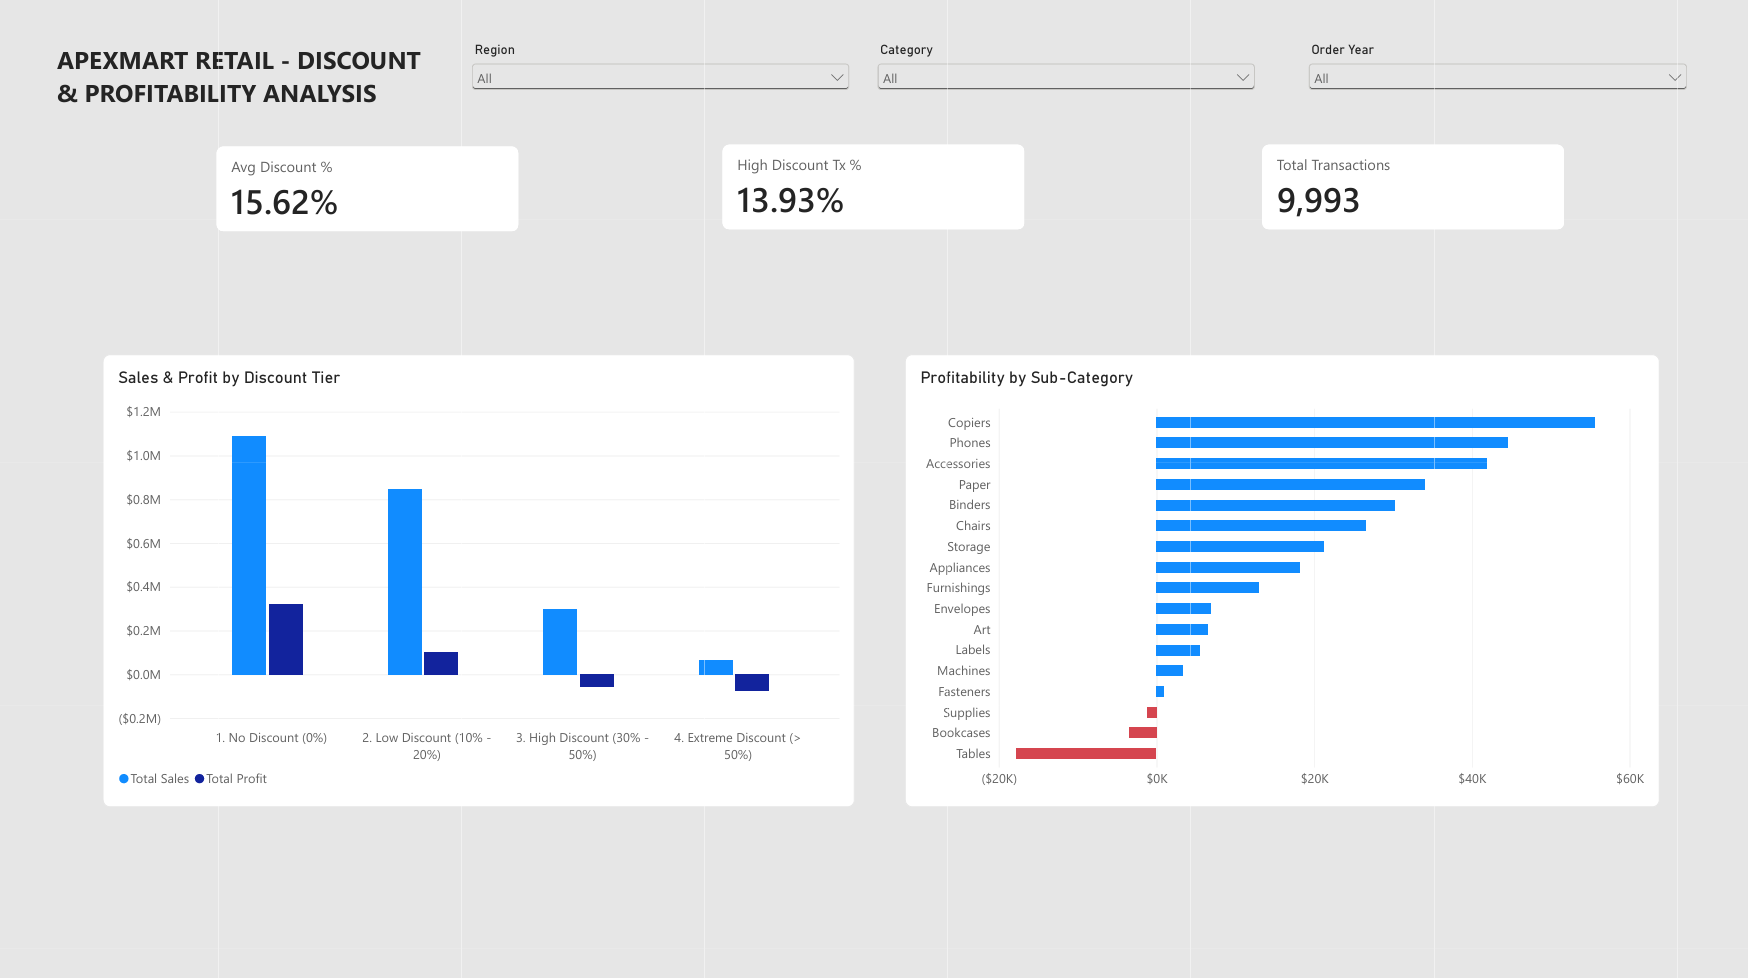 APEXMART RETAIL - DISCOUNT
& PROFITABILITY ANALYSIS
Region
All
Category
All
Order Year
All
Avg Discount %
15.62%
High Discount Tx %
13.93%
Total Transactions
9,993
Sales & Profit by Discount Tier
$1.2M
$1.0M
$0.8M
$0.6M
$0.4M
$0.2M
$0.0M
($0.2M)
1. No Discount (0%)
2. Low Discount (10% -
20%)
3. High Discount (30% -
50%)
4. Extreme Discount (>
50%)
Total Sales
Total Profit
Profitability by Sub-Category
Copiers
Phones
Accessories
Paper
Binders
Chairs
Storage
Appliances
Furnishings
Envelopes
Art
Labels
Machines
Fasteners
Supplies
Bookcases
Tables
($20K)
$0K
$20K
$40K
$60K